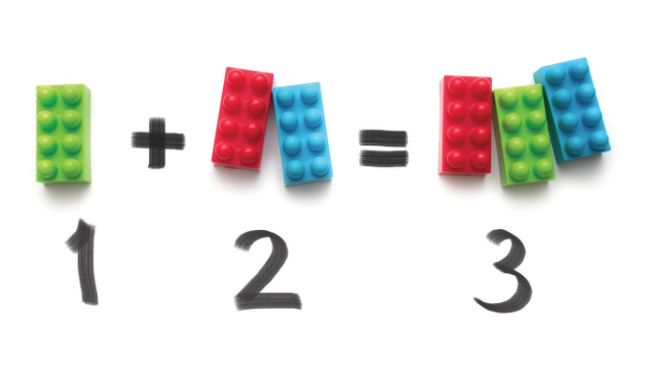 + =
1 2 3